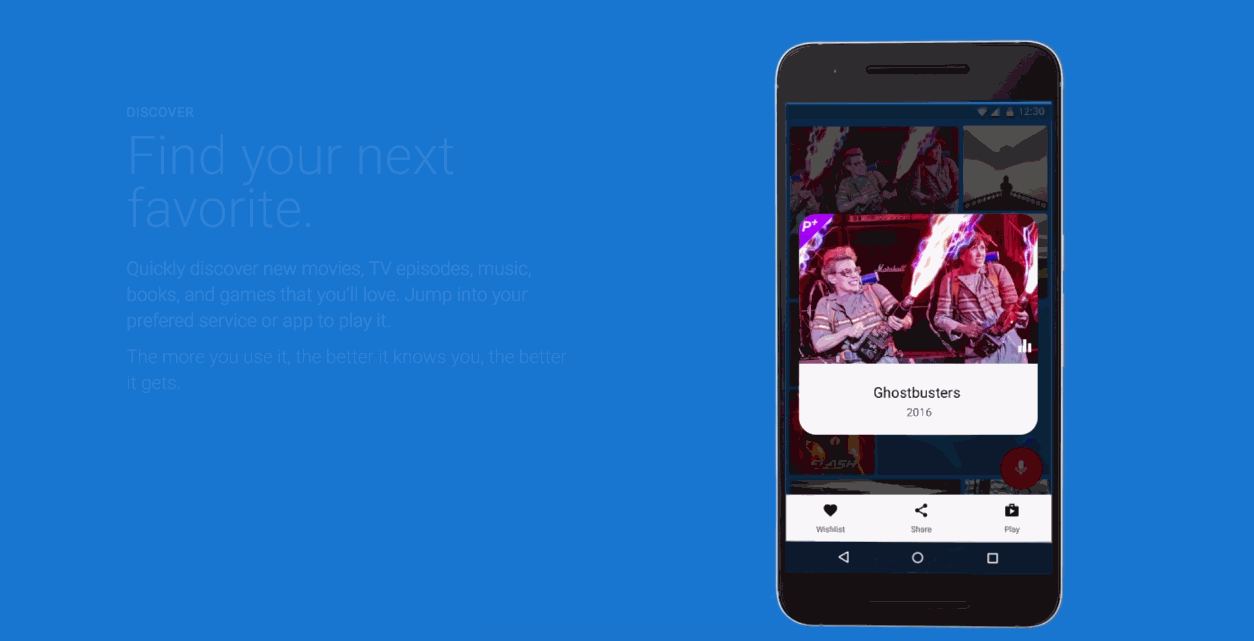 DISCOVER
Find your next
favorite.
Quickly discover new movies, TV episodes, music,
books, and games that you'll love. Jump into your
prefered service or app to play it.
The more you use it, the better it knows you, the better
it gets.
12:30
P+
Marshall
Ghostbusters
2016
SLASH
Wishlist
Share
Play